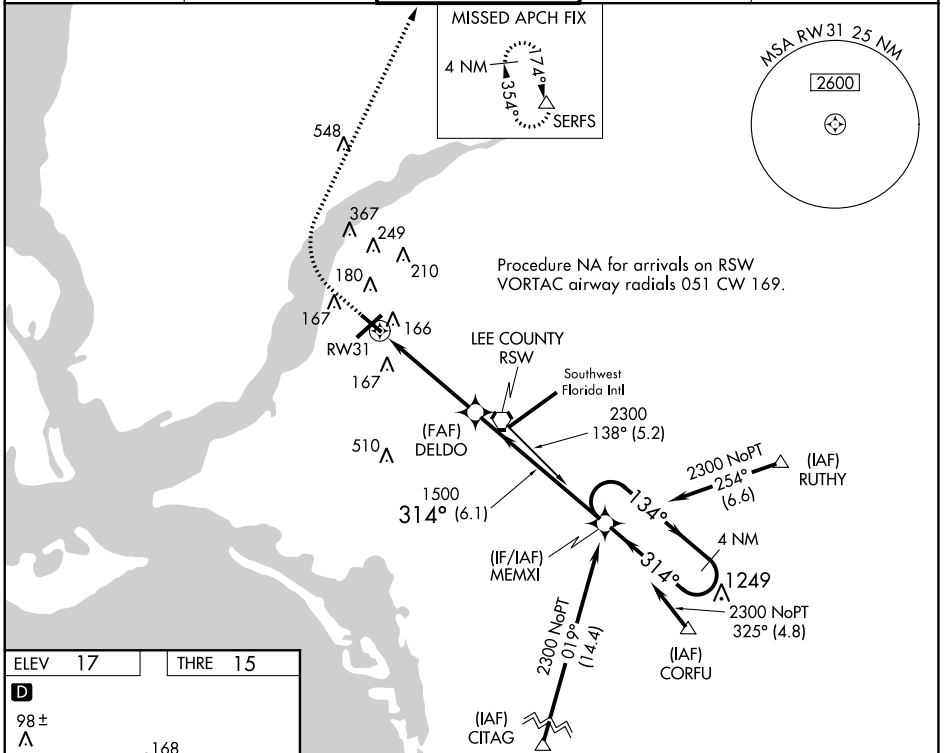 MISSED APCH FIX
4 NM
174°
354°
SERFS
MSA RW31 25 NM
2600
548
367
249
210
180
167
166
RW31
167
Procedure NA for arrivals on RSW
VORTAC airway radials 051 CW 169.
LEE COUNTY
RSW
Southwest
Florida Intl
2300
138° (5.2)
(FAF)
DELDO
510
1500
314° (6.1)
2300 NoPT
254°
(6.6)
(IAF)
RUTHY
134°
4 NM
314°
(IF/IAF)
MEMXI
1249
2300 NoPT
325° (4.8)
(IAF)
CORFU
2300 NoPT
019°
(14.4)
(IAF)
CITAG
ELEV 17
THRE 15
D
98 ±
168